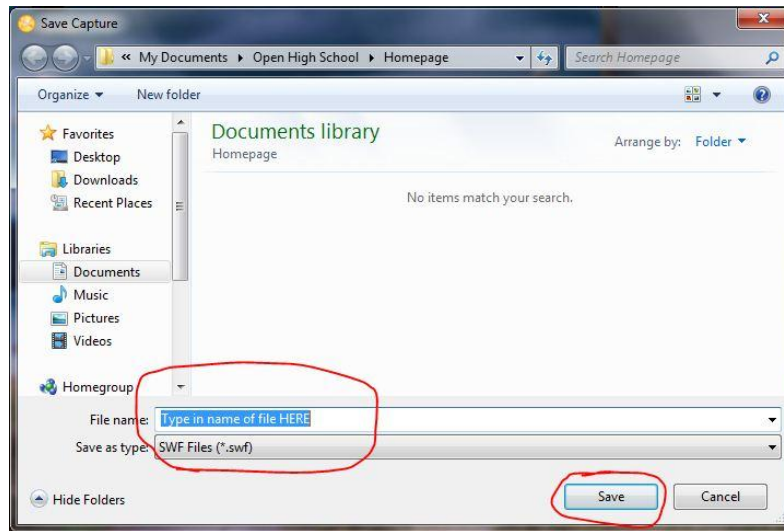 Save Capture
« My Documents Open High School Homepage Search Homepage
Organize New folder
Favorites
Desktop
Downloads
Recent Places
Libraries
Documents
Music
Pictures
Videos
Homegroup
Documents library
Homepage
Arrange by: Folder
No items match your search.
File name: Type in name of file HERE
Save as type: SWF Files (*.swf)
Hide Folders Save Cancel